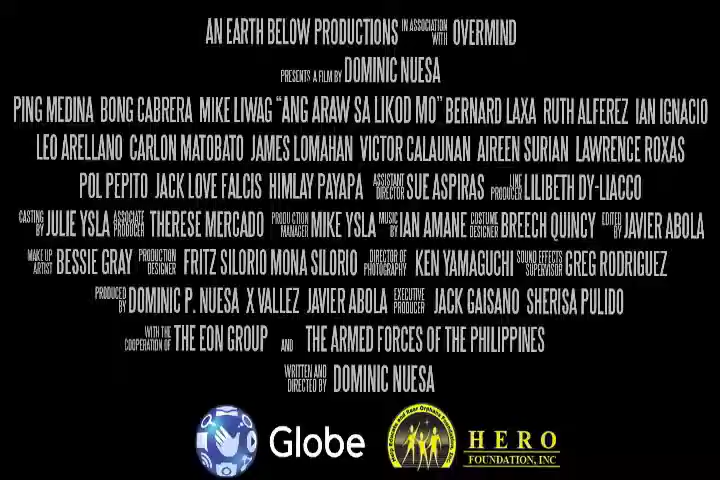 AN EARTH BELOW PRODUCTIONS IN ASSOCIATION WITH OVERMIND
PRESENTS A FILM BY DOMINIC NUESA
PING MEDINA BONG CABRERA MIKE LIWAG "ANG ARAW SA LIKOD MO" BERNARD LAXA RUTH ALFEREZ IAN IGNACIO
LEO ARELLANO CARLON MATOBATO JAMES LOMAHAN VICTOR CALAUNAN AIREEN SURIAN LAWRENCE ROXAS
POL PEPITO JACK LOVE FALCIS HIMLAY PAYAPA ASSISTANT DIRECTOR SUE ASPIRAS LINE PRODUCER LILIBETH DY-LIACCO
CASTING BY JULIE YSLA ASSOCIATE PRODUCER THERESE MERCADO PRODUCTION MANAGER MIKE YSLA MUSIC BY IAN AMANE COSTUME DESIGNER BREECH QUINCY EDITED BY JAVIER ABOLA
MAKE UP ARTIST BESSIE GRAY PRODUCTION DESIGNER FRITZ SILORIO MONA SILORIO DIRECTOR OF PHOTOGRAPHY KEN YAMAGUCHI SOUND EFFECTS SUPERVISOR GREG RODRIGUEZ
PRODUCED BY DOMINIC P. NUESA X VALLEZ JAVIER ABOLA EXECUTIVE PRODUCER JACK GAISANO SHERISA PULIDO
WITH THE COOPERATION OF THE EON GROUP AND THE ARMED FORCES OF THE PHILIPPINES
WRITTEN AND DIRECTED BY DOMINIC NUESA
Globe
HERO
FOUNDATION, INC